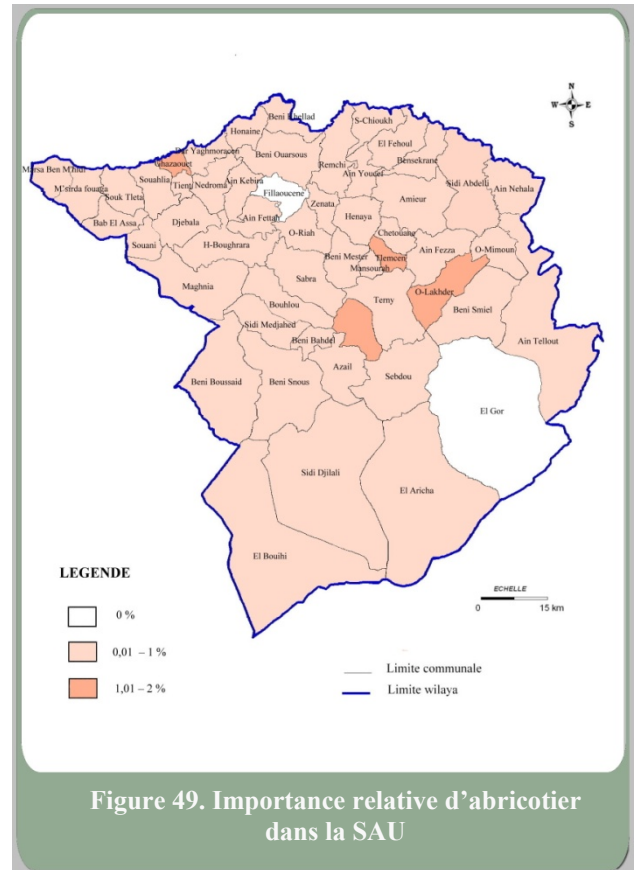 N
W E
S
Beni Khellad
S-Chioukh
Honaine
El Fehoul
Dar Yaghmoracen
Ghazaouet
Beni Ouarsous
Bensekrane
Remchi
Marsa Ben M'hidi
Souahlia
Tient
Nedroma
Ain Kebira
Ain Youcef
Sidi Abdelli
Ain Nehala
M'sirda fouaga
Fillaoucene
Souk Tleta
Zenata
Amieur
Bab El Assa
Djebala
Ain Fettah
Henaya
O-Riah
Chetouang
Souani
H-Boughrara
Beni Mester
Tlemcen
Ain Fezza
O-Mimoun
Mansourah
Maghnia
Sabra
O-Lakhder
Terny
Beni Smiel
Bouhlou
Sidi Medjahed
Beni Bahdel
Ain Tellout
Azail
Sebdou
Beni Boussaid
Beni Snous
El Gor
Sidi Djilali
El Aricha
El Bouihi
LEGENDE
0 %
0,01 – 1 %
1,01 – 2 %
ECHELLE
0 15 km
Limite communale
Limite wilaya
Figure 49. Importance relative d’abricotier
dans la SAU